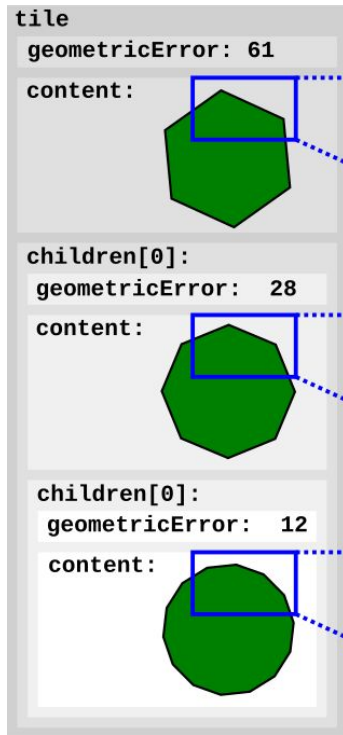 tile
geometricError: 61
content:
children[0]:
geometricError: 28
content:
children[0]:
geometricError: 12
content: